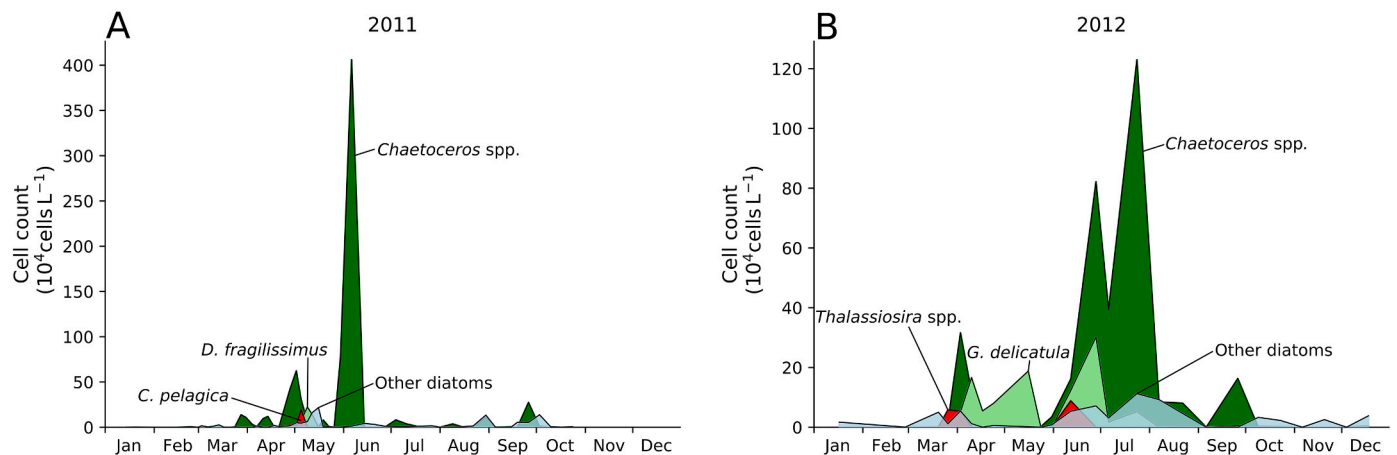 A
2011
Cell count
(10⁴cells L⁻¹)
400
350
300
250
200
150
100
50
0
Chaetoceros spp.
D. fragilissimus
Other diatoms
C. pelagica
Jan Feb Mar Apr May Jun Jul Aug Sep Oct Nov Dec
B
2012
Cell count
(10⁴cells L⁻¹)
120
100
80
60
40
20
0
Chaetoceros spp.
Thalassiosira spp.
G. delicatula
Other diatoms
Jan Feb Mar Apr May Jun Jul Aug Sep Oct Nov Dec